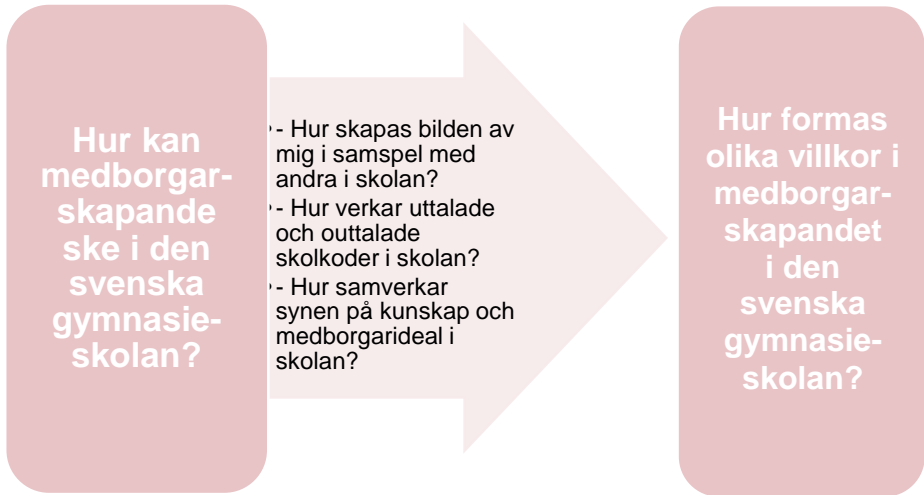 Hur kan
medborgar-
skapande
ske i den
svenska
gymnasie-
skolan?
• - Hur skapas bilden av
mig i samspel med
andra i skolan?
• - Hur verkar uttalade
och outtalade
skolkoder i skolan?
• - Hur samverkar
synen på kunskap och
medborgarideal i
skolan?
Hur formas
olika villkor i
medborgar-
skapandet
i den
svenska
gymnasie-
skolan?